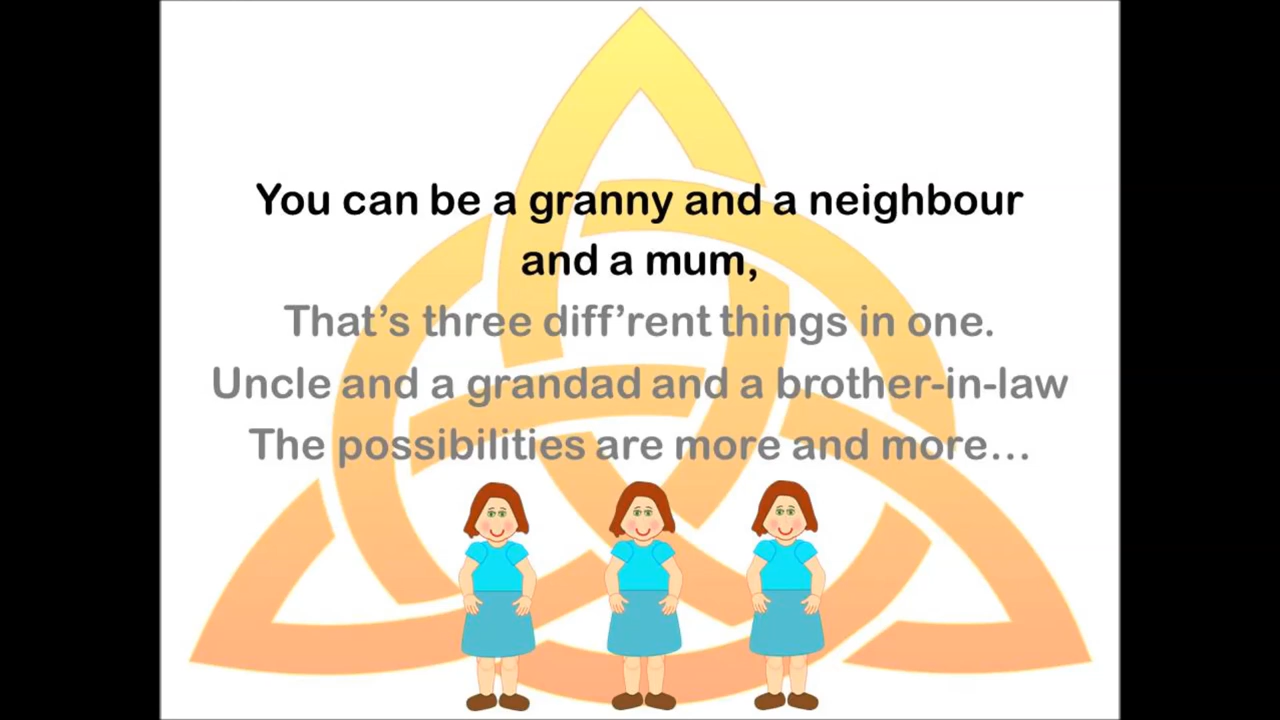 You can be a granny and a neighbour
and a mum,
That’s three diff’rent things in one.
Uncle and a grandad and a brother-in-law
The possibilities are more and more…